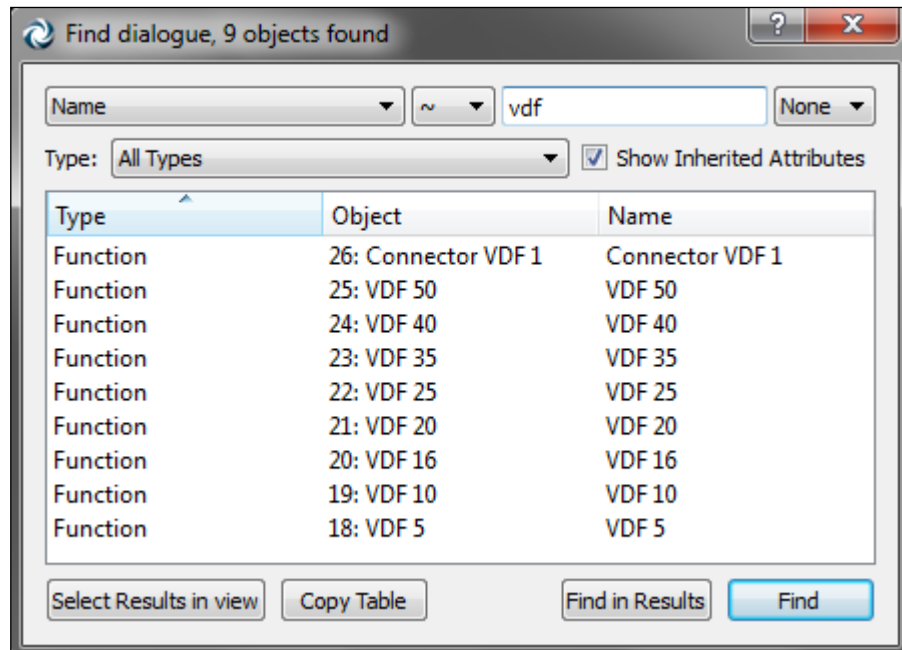 Find dialogue, 9 objects found
Name ~ vdf None
Type: All Types Show Inherited Attributes
Type Object Name
Function 26: Connector VDF 1 Connector VDF 1
Function 25: VDF 50 VDF 50
Function 24: VDF 40 VDF 40
Function 23: VDF 35 VDF 35
Function 22: VDF 25 VDF 25
Function 21: VDF 20 VDF 20
Function 20: VDF 16 VDF 16
Function 19: VDF 10 VDF 10
Function 18: VDF 5 VDF 5
Select Results in view Copy Table Find in Results Find